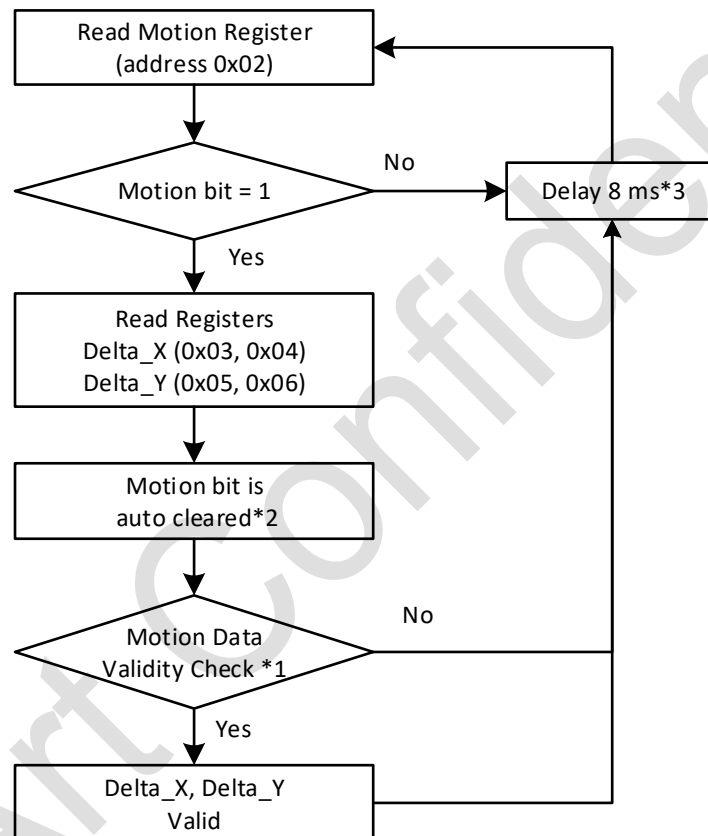 Read Motion Register
(address 0x02)
Motion bit = 1
No
Delay 8 ms*3
Yes
Read Registers
Delta_X (0x03, 0x04)
Delta_Y (0x05, 0x06)
Motion bit is
auto cleared*2
Motion Data
Validity Check *1
No
Yes
Delta_X, Delta_Y
Valid
Art Confiden